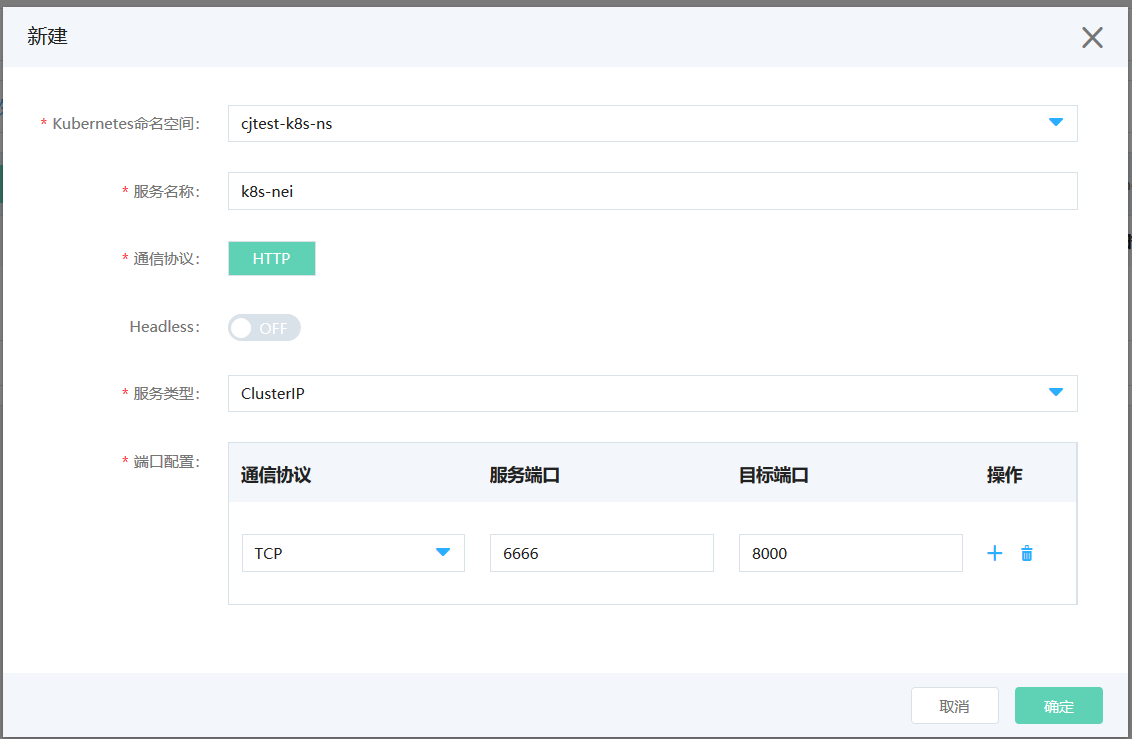 新建
* Kubernetes命名空间: cjtest-k8s-ns
* 服务名称: k8s-nei
* 通信协议: HTTP
Headless: OFF
* 服务类型: ClusterIP
* 端口配置: 通信协议 服务端口 目标端口 操作
TCP 6666 8000
取消 确定